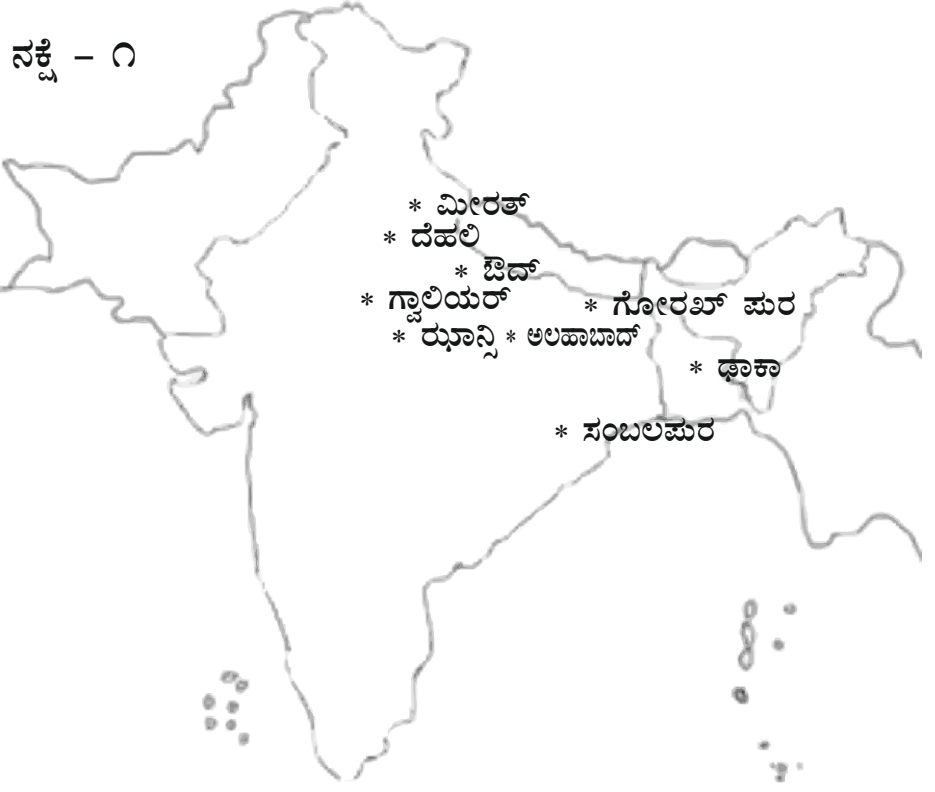 ನಕ್ಷೆ – ೧
* ಮೀರತ್
* ದೆಹಲಿ
* ಔದ್
* ಗ್ವಾಲಿಯರ್ * ಗೋರಖ್ ಪುರ
* ಝಾನ್ಸಿ * ಅಲಹಾಬಾದ್
* ಢಾಕಾ
* ಸಂಬಲಪುರ